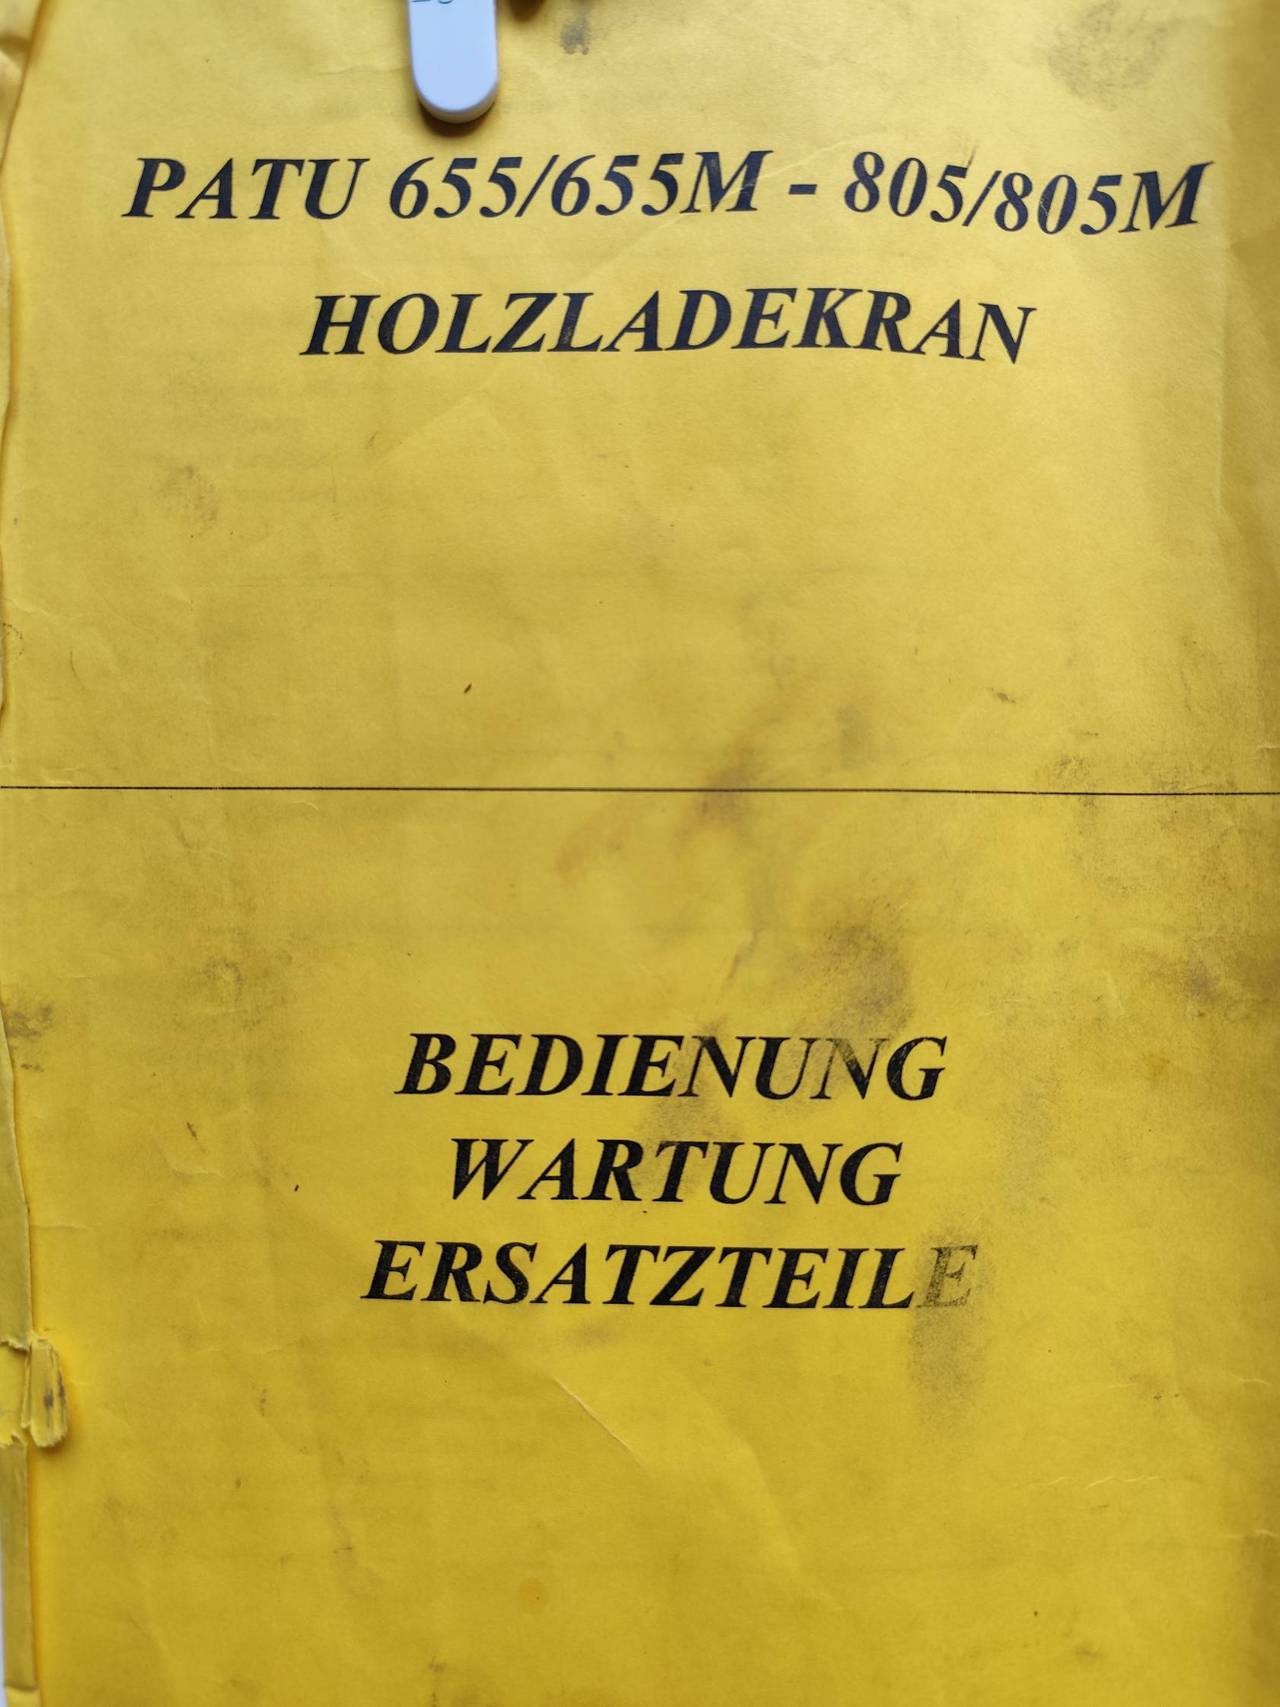 PATU 655/655M - 805/805M
HOLZLADEKRAN
BEDIENUNG
WARTUNG
ERSATZTEILE